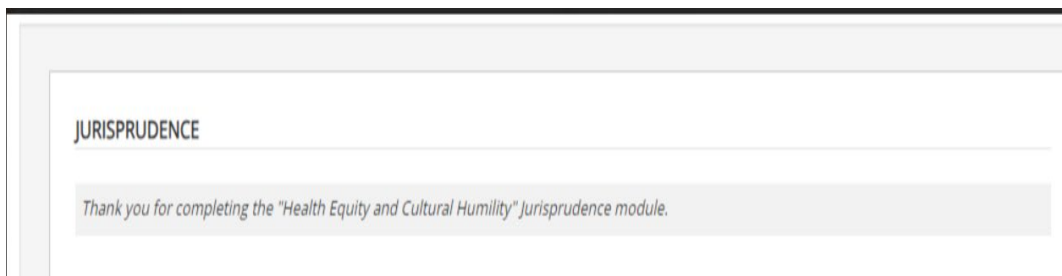 JURISPRUDENCE
Thank you for completing the "Health Equity and Cultural Humility" Jurisprudence module.